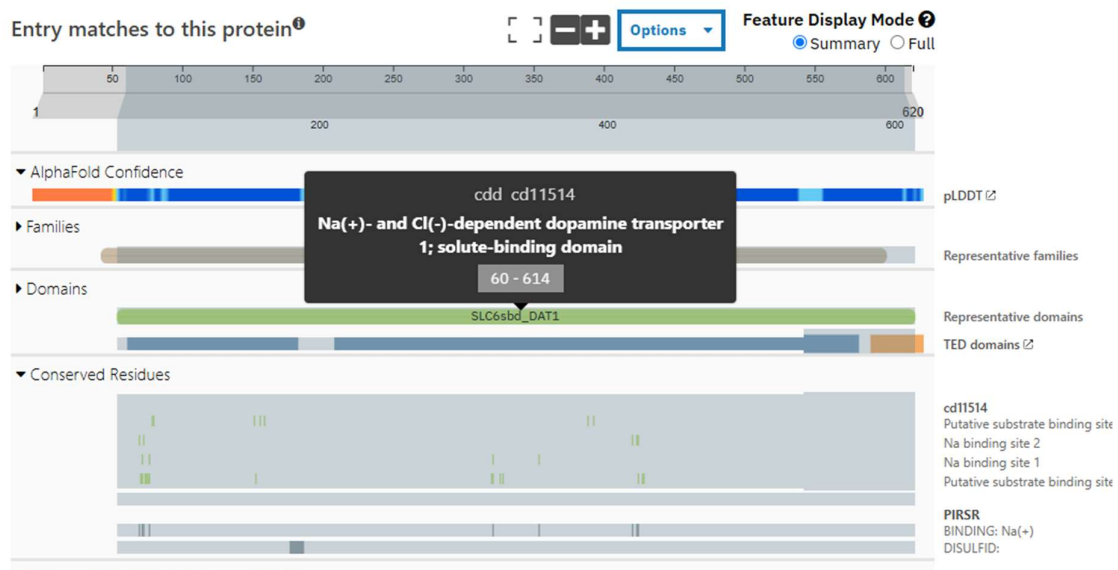 Entry matches to this protein
Options
Feature Display Mode
Summary Full
50 100 150 200 250 300 350 400 450 500 550 600
1 620
200 400 600
AlphaFold Confidence
pLDDT
cdd cd11514
Na(+)- and Cl(-)-dependent dopamine transporter
1; solute-binding domain
60 - 614
Families
Representative families
Domains
SLC6sbd_DAT1
Representative domains
TED domains
Conserved Residues
cd11514
Putative substrate binding site
Na binding site 2
Na binding site 1
Putative substrate binding site
PIRSR
BINDING: Na(+)
DISULFID: